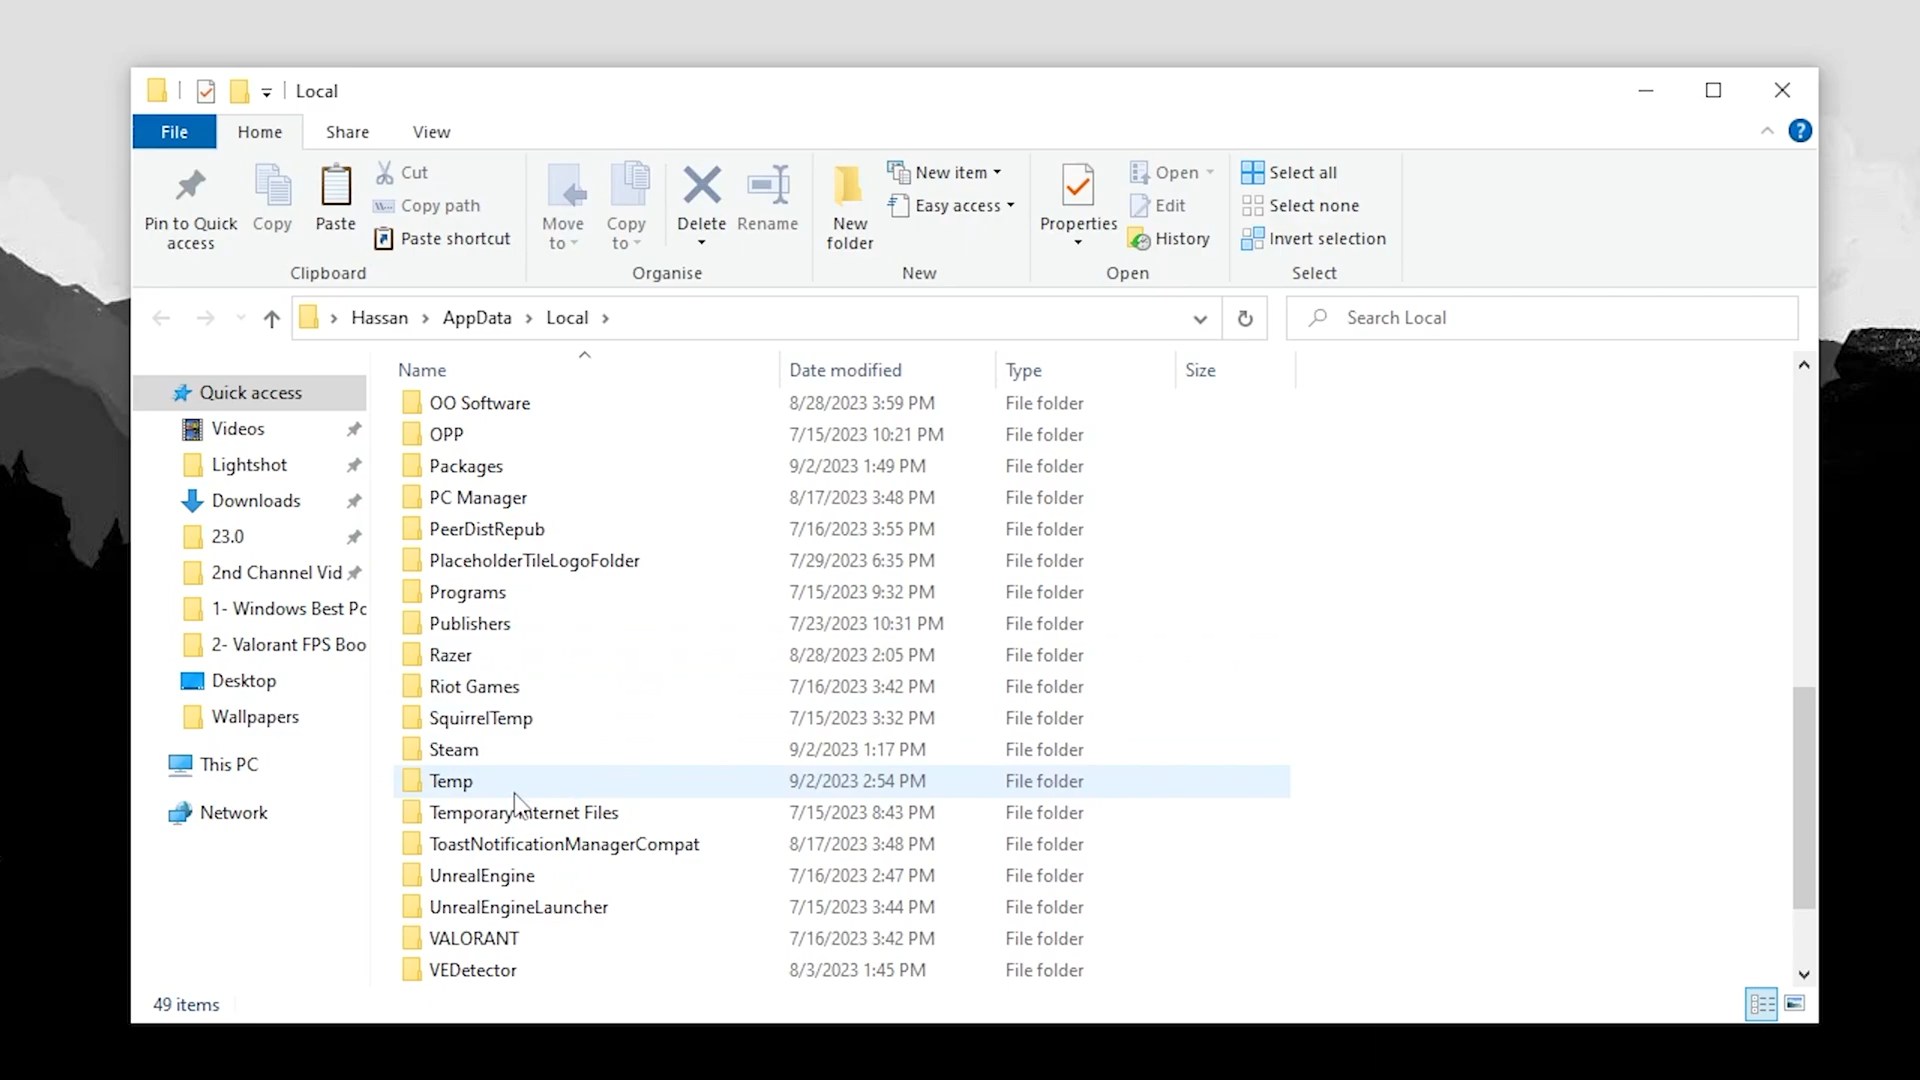 Local
File Home Share View
Pin to Quick access
Copy
Paste
Cut
Copy path
Paste shortcut
Clipboard
Move to
Copy to
Delete
Rename
Organise
New folder
New item
Easy access
New
Properties
Open
Edit
History
Open
Select all
Select none
Invert selection
Select
Hassan AppData Local
Search Local
Quick access
Videos
Lightshot
Downloads
23.0
2nd Channel Vid
1- Windows Best Pc
2- Valorant FPS Boo
Desktop
Wallpapers
This PC
Network
Name Date modified Type Size
OO Software 8/28/2023 3:59 PM File folder
OPP 7/15/2023 10:21 PM File folder
Packages 9/2/2023 1:49 PM File folder
PC Manager 8/17/2023 3:48 PM File folder
PeerDistRepub 7/16/2023 3:55 PM File folder
PlaceholderTileLogoFolder 7/29/2023 6:35 PM File folder
Programs 7/15/2023 9:32 PM File folder
Publishers 7/23/2023 10:31 PM File folder
Razer 8/28/2023 2:05 PM File folder
Riot Games 7/16/2023 3:42 PM File folder
SquirrelTemp 7/15/2023 3:32 PM File folder
Steam 9/2/2023 1:17 PM File folder
Temp 9/2/2023 2:54 PM File folder
Temporary Internet Files 7/15/2023 8:43 PM File folder
ToastNotificationManagerCompat 8/17/2023 3:48 PM File folder
UnrealEngine 7/16/2023 2:47 PM File folder
UnrealEngineLauncher 7/15/2023 3:44 PM File folder
VALORANT 7/16/2023 3:42 PM File folder
VEDetector 8/3/2023 1:45 PM File folder
49 items